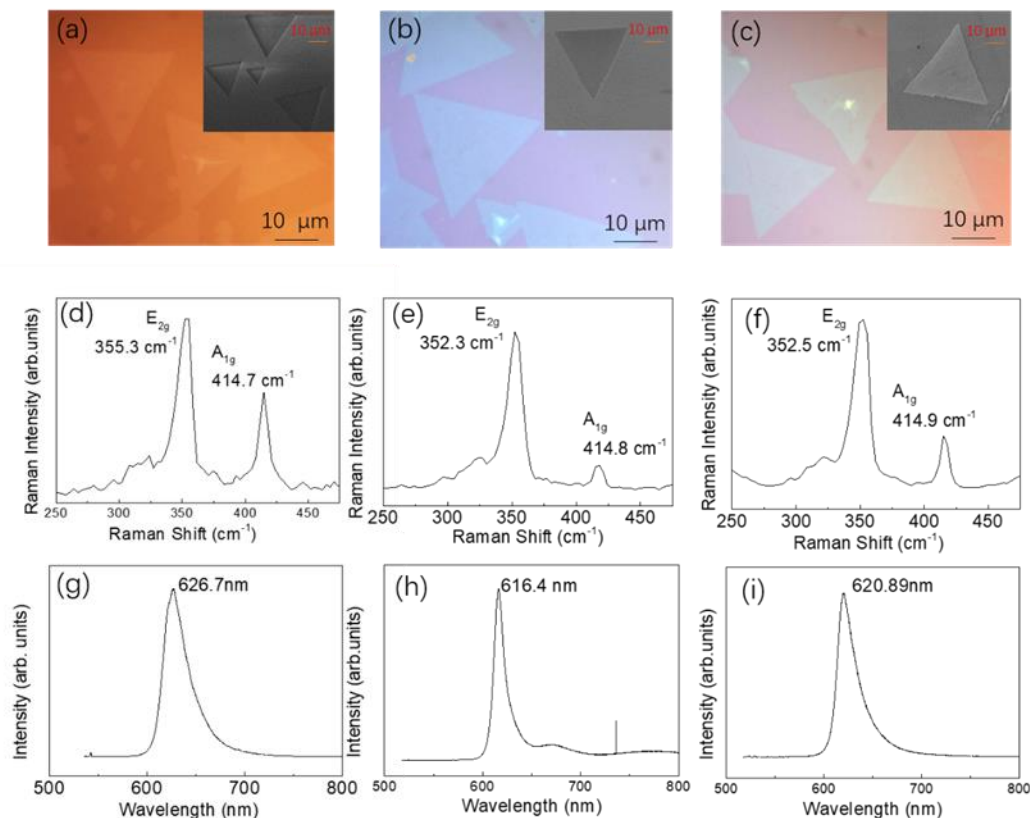 (a)
10 μm
10 μm
(b)
10 μm
10 μm
(c)
10 μm
10 μm
(d)
E2g
355.3 cm-1
A1g
414.7 cm-1
Raman Intensity (arb.units)
250 300 350 400 450
Raman Shift (cm-1)
(e)
E2g
352.3 cm-1
A1g
414.8 cm-1
Raman Intensity (arb.units)
250 300 350 400 450
Raman Shift (cm-1)
(f)
E2g
352.5 cm-1
A1g
414.9 cm-1
Raman Intensity (arb.units)
250 300 350 400 450
Raman Shift (cm-1)
(g)
626.7nm
Intensity (arb. units)
500 600 700 800
Wavelength (nm)
(h)
616.4 nm
Intensity (arb.units)
500 600 700 800
Wavelength (nm)
(i)
620.89nm
Intensity (arb.units)
500 600 700 800
Wavelength (nm)